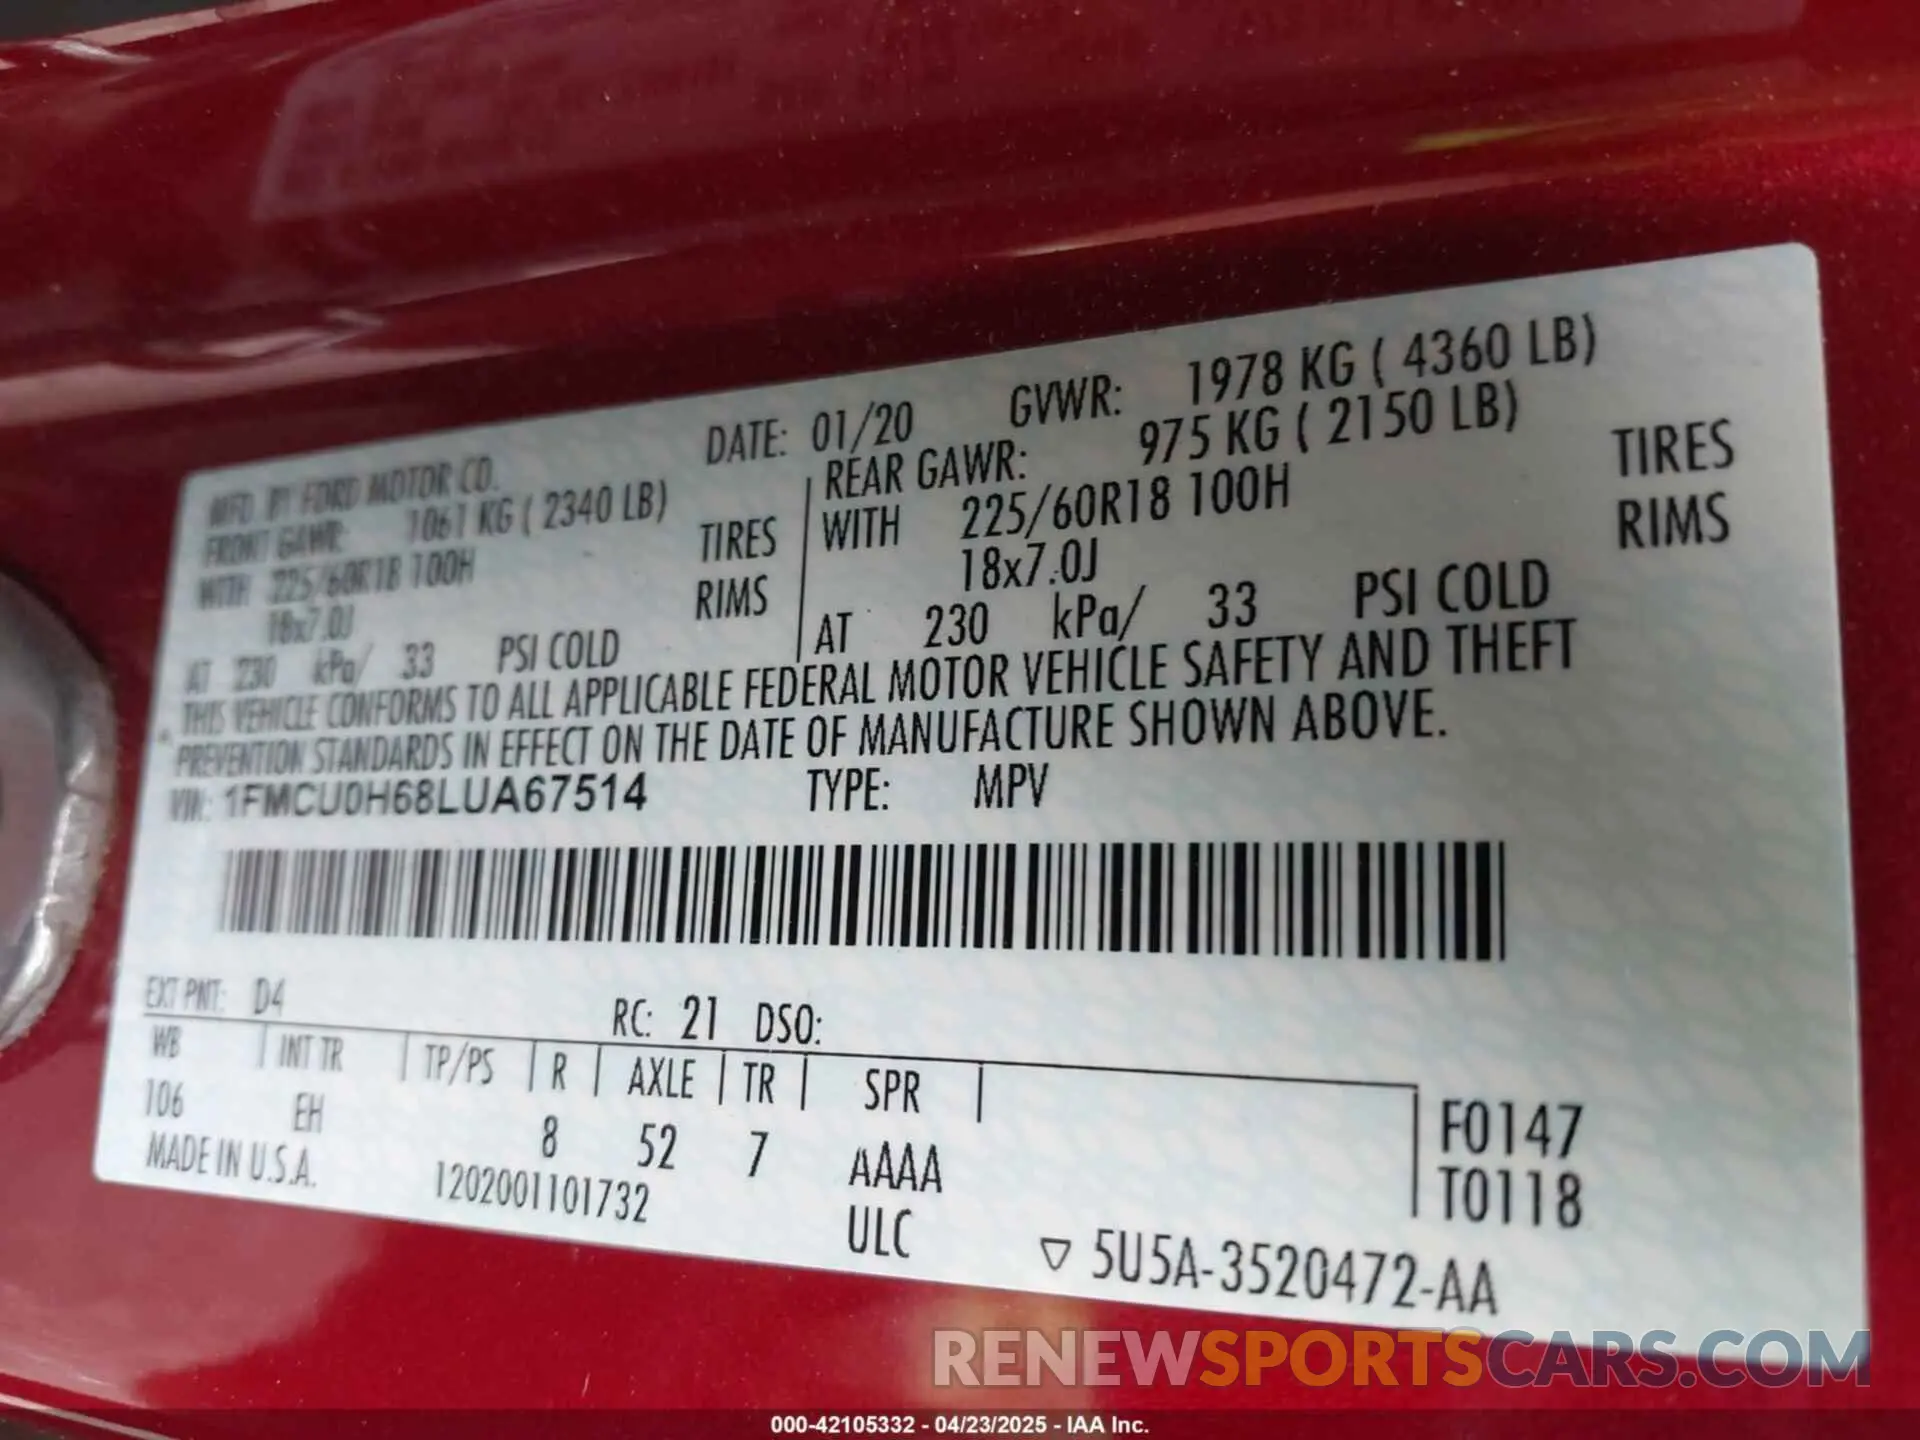 MFD. BY FORD MOTOR CO. DATE: 01/20 GVWR: 1978 KG ( 4360 LB)
FRONT GAWR: 1061 KG ( 2340 LB) REAR GAWR: 975 KG ( 2150 LB)
WITH 225/60R18 100H TIRES WITH 225/60R18 100H TIRES
18x7.0J RIMS 18x7.0J RIMS
AT 230 kPa/ 33 PSI COLD AT 230 kPa/ 33 PSI COLD
THIS VEHICLE CONFORMS TO ALL APPLICABLE FEDERAL MOTOR VEHICLE SAFETY AND THEFT
PREVENTION STANDARDS IN EFFECT ON THE DATE OF MANUFACTURE SHOWN ABOVE.
VIN: 1FMCU0H68LUA67514 TYPE: MPV
EXT PNT: D4 RC: 21 DSO:
WB INT TR TP/PS R AXLE TR SPR
106 EH 8 52 7 AAAA F0147
MADE IN U.S.A. 1202001101732 ULC T0118
5U5A-3520472-AA
RENEWSPORTSCARS.COM
000-42105332 - 04/23/2025 - IAA Inc.